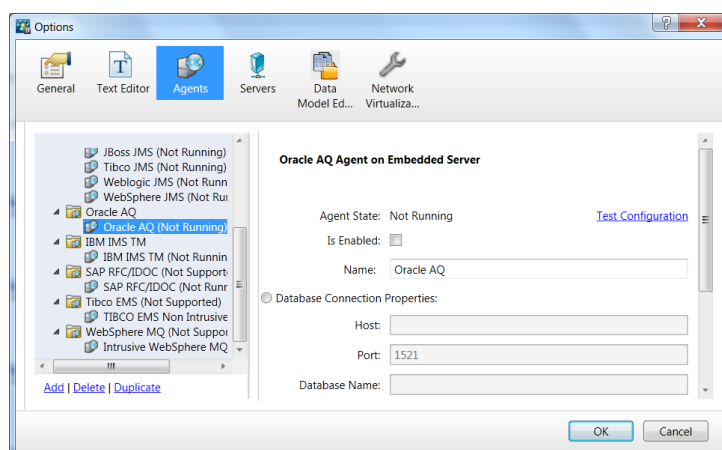 Options
General
Text Editor
Agents
Servers
Data Model Ed...
Network Virtualiza...
JBoss JMS (Not Running)
Tibco JMS (Not Running)
Weblogic JMS (Not Runn
WebSphere JMS (Not Rui
Oracle AQ
Oracle AQ (Not Running)
IBM IMS TM
IBM IMS TM (Not Runnin
SAP RFC/IDOC (Not Supporte
SAP RFC/IDOC (Not Runr
Tibco EMS (Not Supported)
TIBCO EMS Non Intrusive
WebSphere MQ (Not Suppor
Intrusive WebSphere MQ
Add | Delete | Duplicate
Oracle AQ Agent on Embedded Server
Agent State: Not Running Test Configuration
Is Enabled:
Name: Oracle AQ
Database Connection Properties:
Host:
Port: 1521
Database Name:
OK Cancel